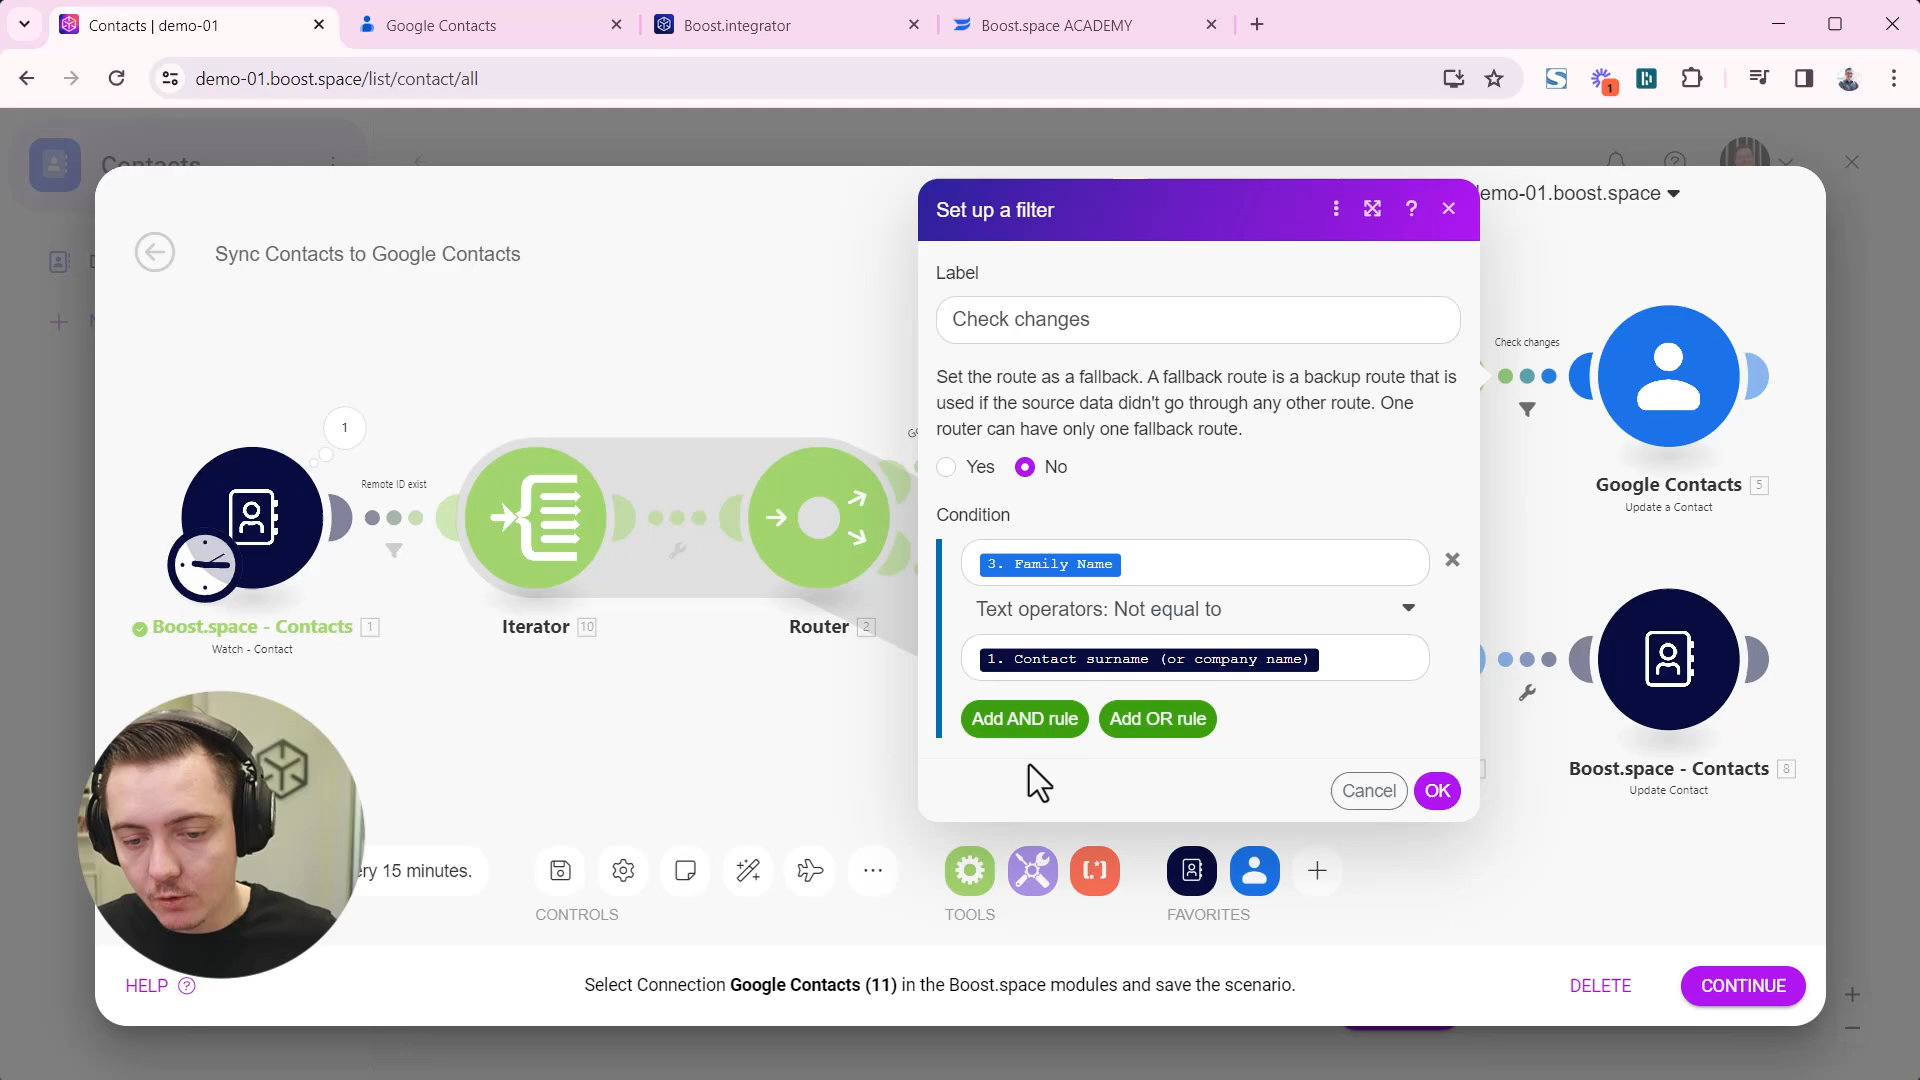 Contacts | demo-01
Google Contacts
Boost.integrator
Boost.space ACADEMY
demo-01.boost.space/list/contact/all
1
Contacts
demo-01.boost.space
Sync Contacts to Google Contacts
Set up a filter
?
Label
Check changes
Set the route as a fallback. A fallback route is a backup route that is
used if the source data didn't go through any other route. One
router can have only one fallback route.
Yes
No
Condition
3. Family Name
Text operators: Not equal to
1. Contact surname (or company name)
Add AND rule
Add OR rule
Cancel
OK
1
Remote ID exist
Boost.space - Contacts 1
Watch - Contact
Iterator 10
Router 2
Check changes
Google Contacts 5
Update a Contact
Boost.space - Contacts 8
Update Contact
ery 15 minutes.
CONTROLS
TOOLS
FAVORITES
HELP ?
Select Connection Google Contacts (11) in the Boost.space modules and save the scenario.
DELETE
CONTINUE